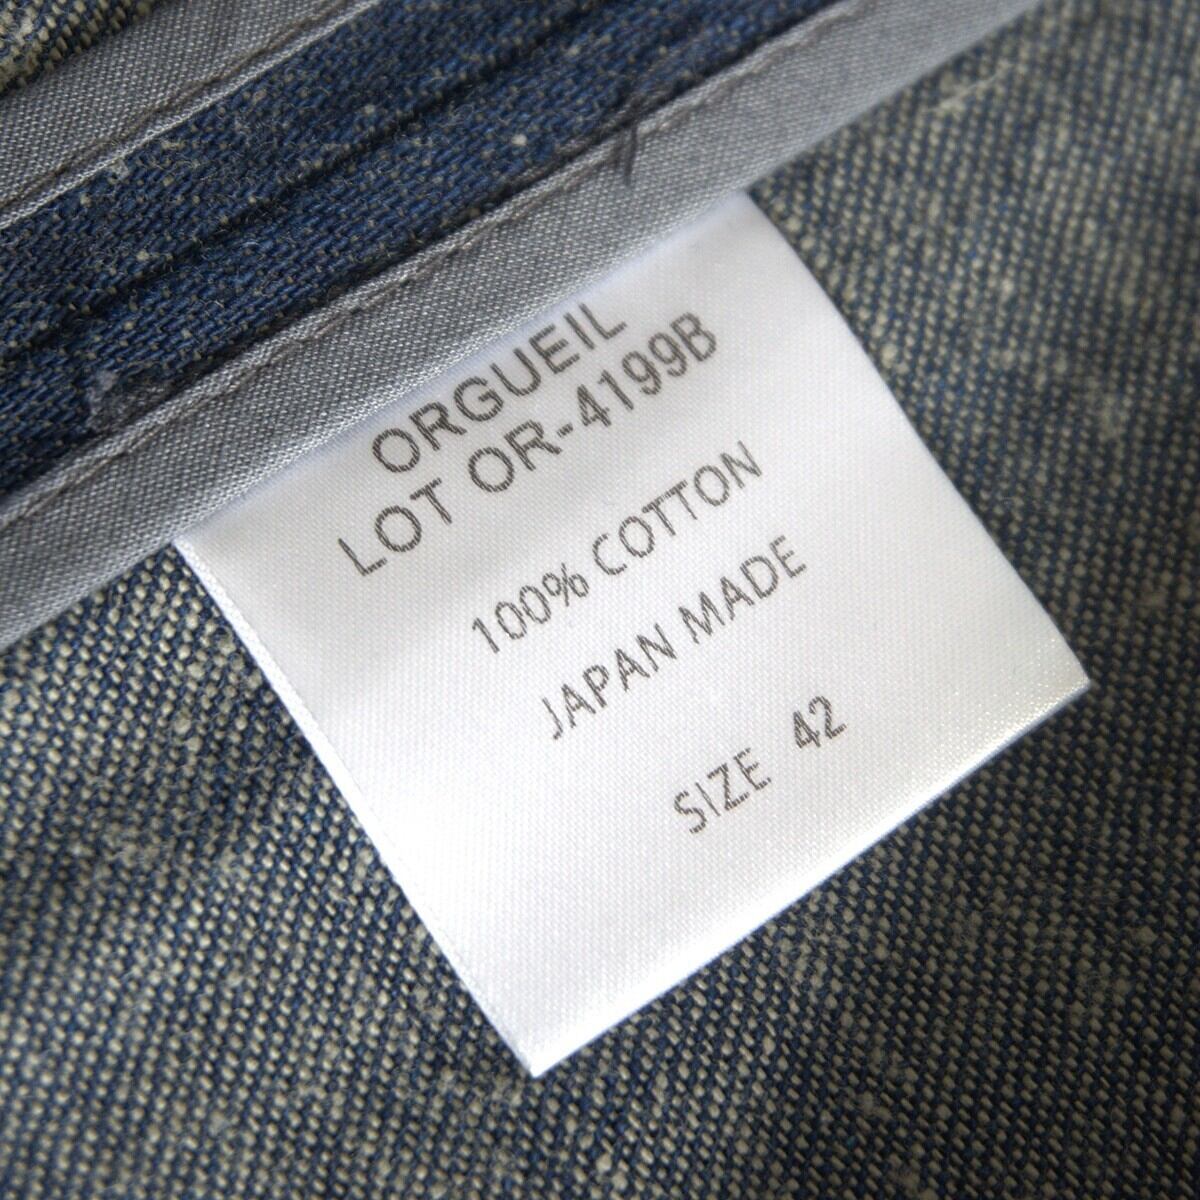 ORGUEIL
LOT OR-4199B
100% COTTON
JAPAN MADE
SIZE 42